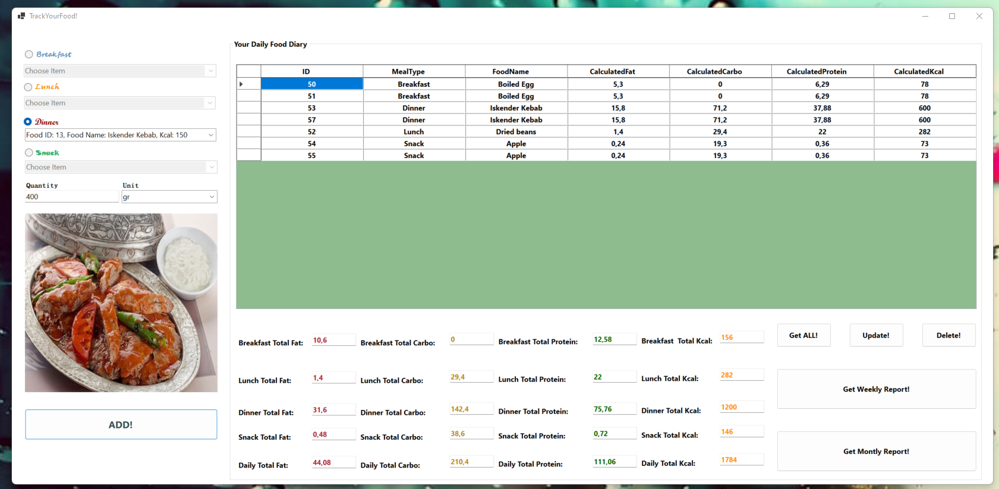 TrackYourFood!
Breakfast
Choose Item
Lunch
Choose Item
Dinner
Food ID: 13, Food Name: Iskender Kebab, Kcal: 150
Snack
Choose Item
Quantity Unit
400 gr
ADD!
Your Daily Food Diary
ID MealType FoodName CalculatedFat CalculatedCarbo CalculatedProtein CalculatedKcal
50 Breakfast Boiled Egg 5,3 0 6,29 78
51 Breakfast Boiled Egg 5,3 0 6,29 78
53 Dinner Iskender Kebab 15,8 71,2 37,88 600
57 Dinner Iskender Kebab 15,8 71,2 37,88 600
52 Lunch Dried beans 1,4 29,4 22 282
54 Snack Apple 0,24 19,3 0,36 73
55 Snack Apple 0,24 19,3 0,36 73
Breakfast Total Fat: 10,6 Breakfast Total Carbo: 0 Breakfast Total Protein: 12,58 Breakfast Total Kcal: 156
Lunch Total Fat: 1,4 Lunch Total Carbo: 29,4 Lunch Total Protein: 22 Lunch Total Kcal: 282
Dinner Total Fat: 31,6 Dinner Total Carbo: 142,4 Dinner Total Protein: 75,76 Dinner Total Kcal: 1200
Snack Total Fat: 0,48 Snack Total Carbo: 38,6 Snack Total Protein: 0,72 Snack Total Kcal: 146
Daily Total Fat: 44,08 Daily Total Carbo: 210,4 Daily Total Protein: 111,06 Daily Total Kcal: 1784
Get ALL! Update! Delete!
Get Weekly Report!
Get Montly Report!